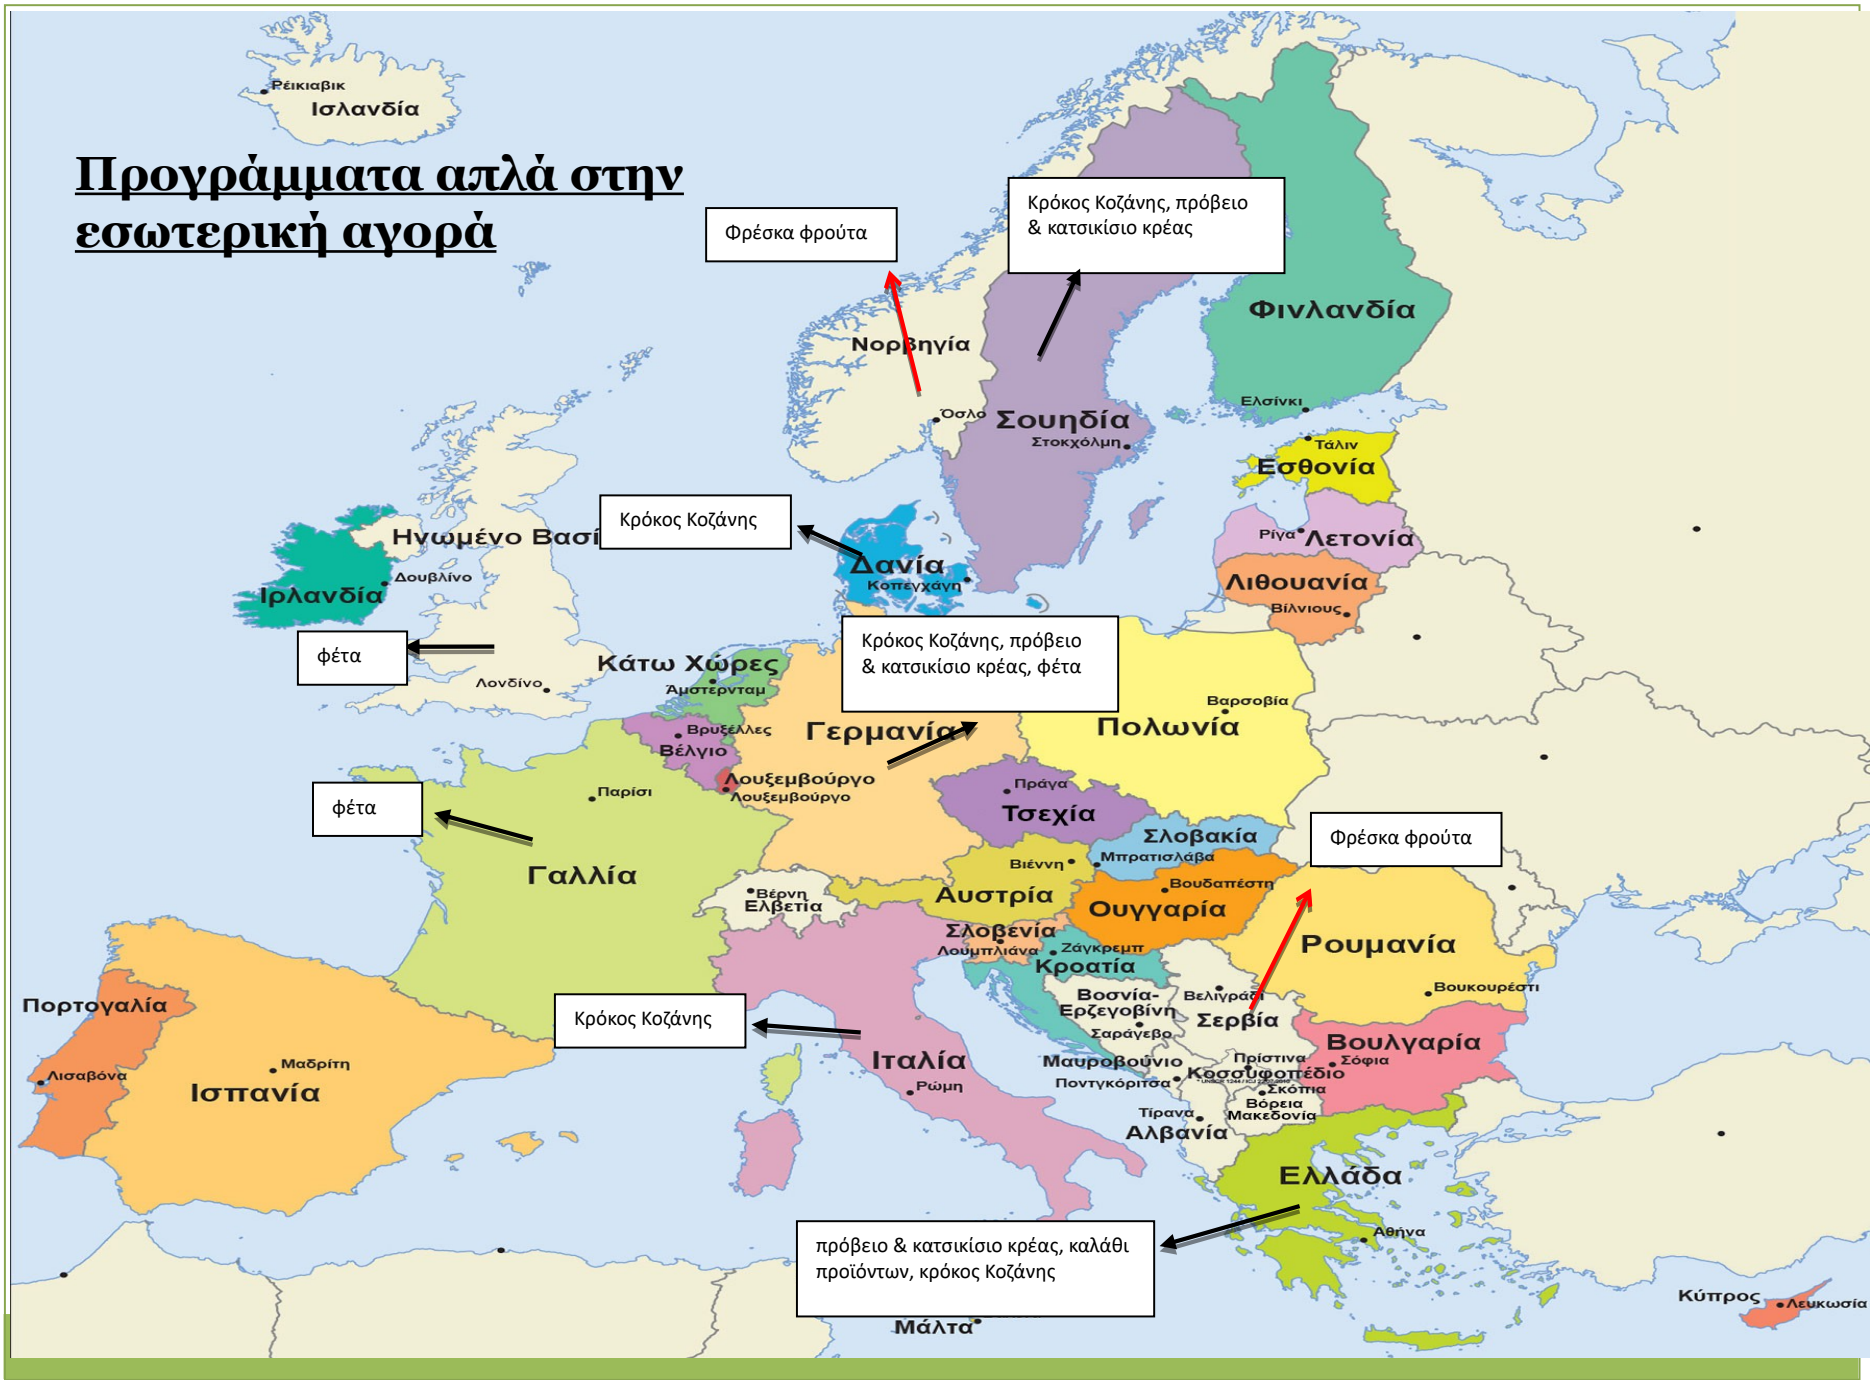 Ρέικιαβικ
Ισλανδία
Προγράμματα απλά στην
εσωτερική αγορά
Κρόκος Κοζάνης, πρόβειο
& κατσικίσιο κρέας
Φρέσκα φρούτα
Φινλανδία
Νορβηγία
Ελσίνκι
Όσλο
Σουηδία
Στοκχόλμη
Τάλιν
Εσθονία
Κρόκος Κοζάνης
Ηνωμένο Βασί
Ρίγα
Λετονία
Δανία
Κοπεγχάγη
Δουβλίνο
Ιρλανδία
Λιθουανία
Βίλνιους
Κρόκος Κοζάνης, πρόβειο
& κατσικίσιο κρέας, φέτα
φέτα
Κάτω Χώρες
Άμστερνταμ
Λονδίνο
Βαρσοβία
Πολωνία
Γερμανία
Βρυξέλλες
Βέλγιο
Λουξεμβούργο
Λουξεμβούργο
Πράγα
Τσεχία
Παρίσι
φέτα
Σλοβακία
Μπρατισλάβα
Φρέσκα φρούτα
Βιέννη
Γαλλία
Βέρνη
Ελβετία
Αυστρία
Βουδαπέστη
Ουγγαρία
Σλοβενία
Λουμπλιάνα
Ζάγκρεμπ
Κροατία
Ρουμανία
Βουκουρέστι
Πορτογαλία
Βοσνία-
Ερζεγοβίνη
Σαράγεβο
Βελιγράδι
Σερβία
Κρόκος Κοζάνης
Βουλγαρία
Σόφια
Ιταλία
Ρώμη
Μαυροβούνιο
Ποντγκόριτσα
Πρίστινα
Κοσσυφοπέδιο
Σκόπια
Βόρεια
Μακεδονία
Μαδρίτη
Ισπανία
Λισαβόνα
Τίρανα
Αλβανία
Ελλάδα
Αθήνα
πρόβειο & κατσικίσιο κρέας, καλάθι
προϊόντων, κρόκος Κοζάνης
Μάλτα
Κύπρος
Λευκωσία